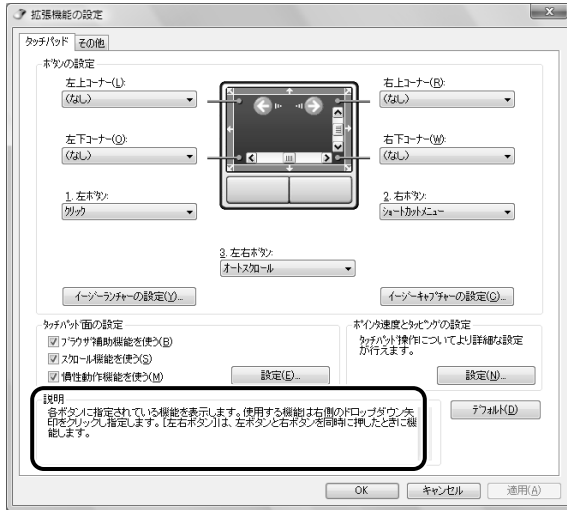 拡張機能の設定
タッチパッド その他
ボタンの設定
左上コーナー(L):
(なし)
右上コーナー(R):
(なし)
左下コーナー(O):
(なし)
右下コーナー(W):
(なし)
1. 左ボタン:
クリック
2. 右ボタン:
ショートカットメニュー
3. 左右ボタン:
オートスクロール
イージーランチャーの設定(Y)...
イージーキャプチャーの設定(C)...
タッチパッド面の設定
ブラウザ補助機能を使う(B)
スクロール機能を使う(S)
慣性動作機能を使う(M)
設定(E)...
ポインタ速度とタッピングの設定
タッチパッド操作についてより詳細な設定
が行えます。
設定(N)...
説明
各ボタンに指定されている機能を表示します。使用する機能は右側のドロップダウン矢
印をクリックし指定します。[左右ボタン]は、左ボタンと右ボタンを同時に押したときに機
能します。
デフォルト(D)
OK キャンセル 適用(A)